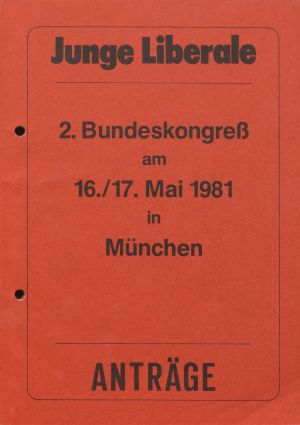 Junge Liberale
2. Bundeskongreß
am
16./17. Mai 1981
in
München
ANTRÄGE